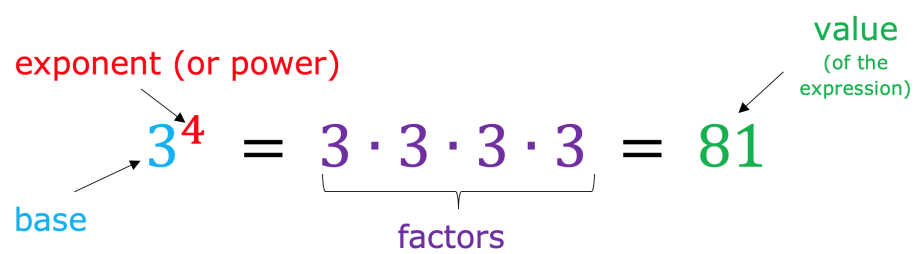 value
(of the
expression)
exponent (or power)
3⁴ = 3 · 3 · 3 · 3 = 81
base
factors